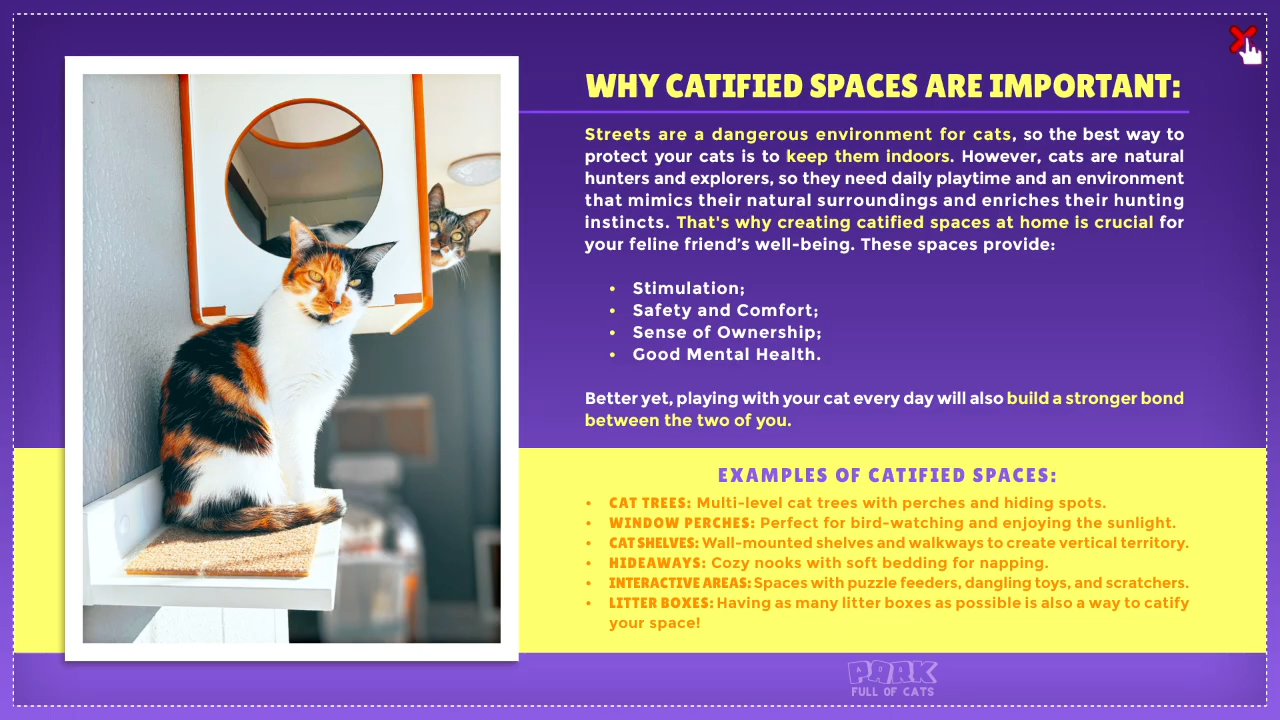 WHY CATIFIED SPACES ARE IMPORTANT:
Streets are a dangerous environment for cats, so the best way to
protect your cats is to keep them indoors. However, cats are natural
hunters and explorers, so they need daily playtime and an environment
that mimics their natural surroundings and enriches their hunting
instincts. That's why creating catified spaces at home is crucial for
your feline friend’s well-being. These spaces provide:
• Stimulation;
• Safety and Comfort;
• Sense of Ownership;
• Good Mental Health.
Better yet, playing with your cat every day will also build a stronger bond
between the two of you.
EXAMPLES OF CATIFIED SPACES:
• CAT TREES: Multi-level cat trees with perches and hiding spots.
• WINDOW PERCHES: Perfect for bird-watching and enjoying the sunlight.
• CAT SHELVES: Wall-mounted shelves and walkways to create vertical territory.
• HIDEAWAYS: Cozy nooks with soft bedding for napping.
• INTERACTIVE AREAS: Spaces with puzzle feeders, dangling toys, and scratchers.
• LITTER BOXES: Having as many litter boxes as possible is also a way to catify
your space!
PARK
FULL OF CATS